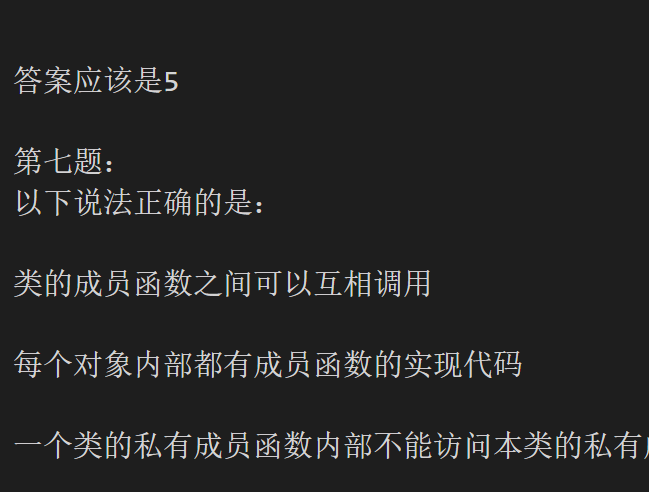 答案应该是5
第七题：
以下说法正确的是：
类的成员函数之间可以互相调用
每个对象内部都有成员函数的实现代码
一个类的私有成员函数内部不能访问本类的私有